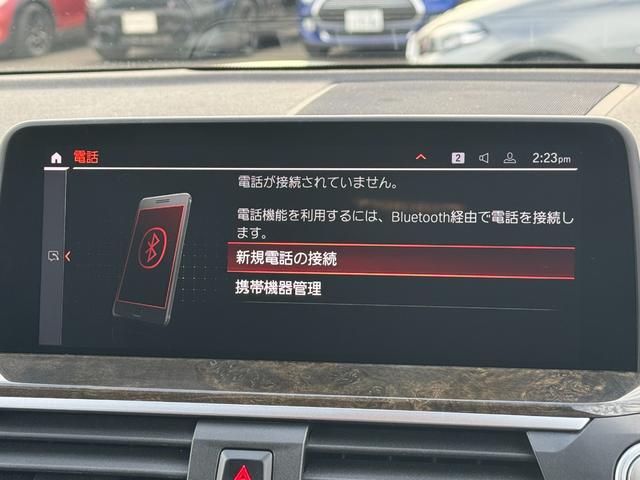 電話
2
2:23pm
電話が接続されていません。
電話機能を利用するには、Bluetooth経由で電話を接続し
ます。
新規電話の接続
携帯機器管理